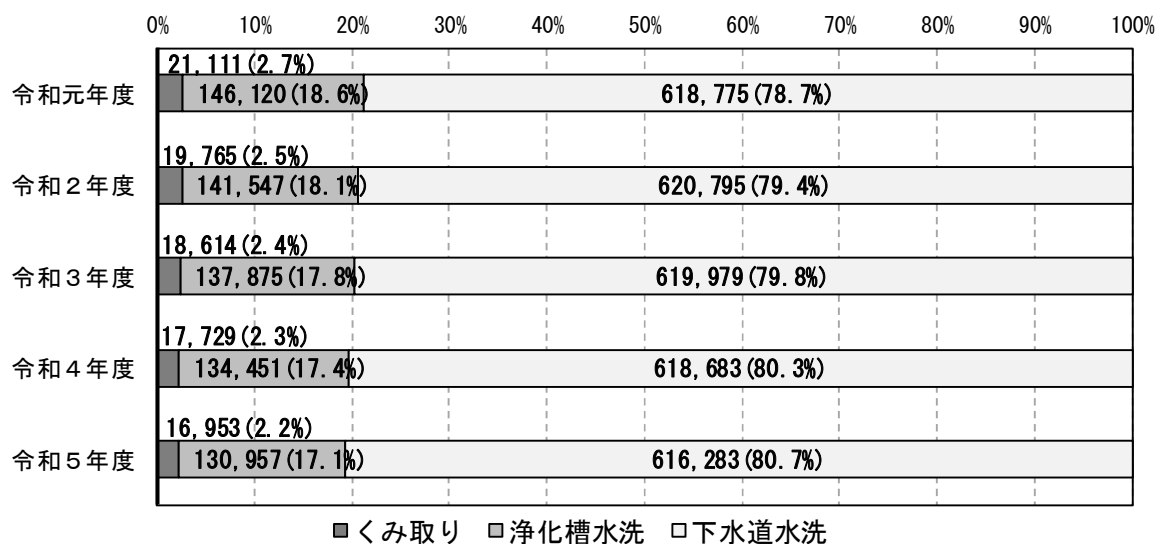 0% 10% 20% 30% 40% 50% 60% 70% 80% 90% 100%
21,111(2.7%)
令和元年度 146,120(18.6%) 618,775(78.7%)
19,765(2.5%)
令和２年度 141,547(18.1%) 620,795(79.4%)
18,614(2.4%)
令和３年度 137,875(17.8%) 619,979(79.8%)
17,729(2.3%)
令和４年度 134,451(17.4%) 618,683(80.3%)
16,953(2.2%)
令和５年度 130,957(17.1%) 616,283(80.7%)
くみ取り 浄化槽水洗 下水道水洗